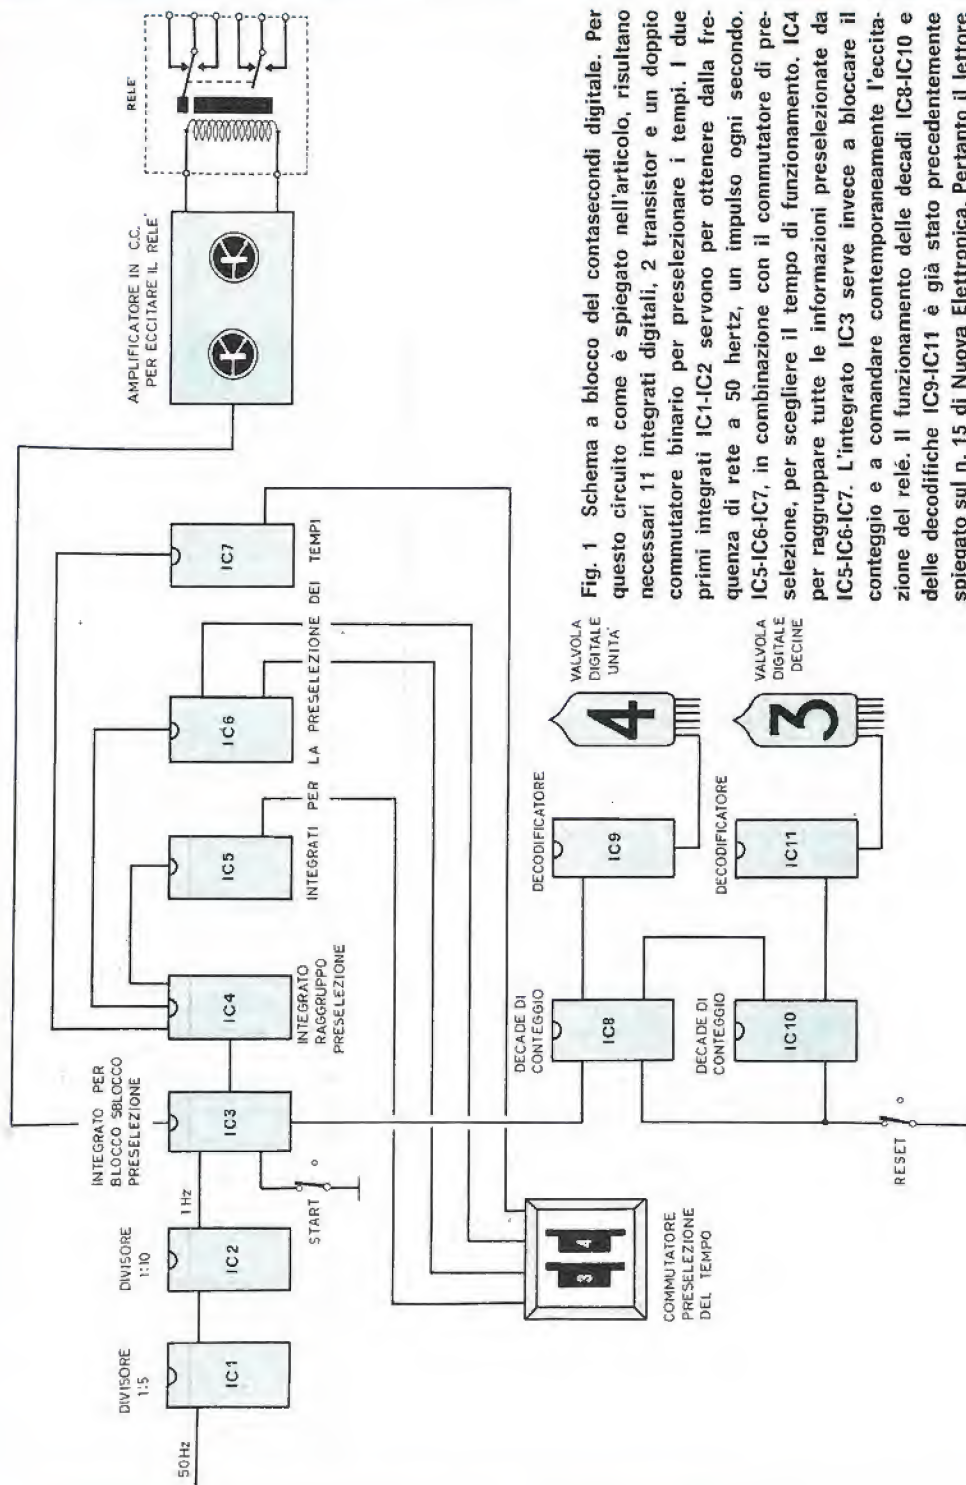 50Hz
DIVISORE
1:5
IC1
DIVISORE
1:10
IC2
1Hz
INTEGRATO PER
BLOCCO SBLOCCO
PRESELEZIONE
IC3
START
IC4
INTEGRATO
RAGGRUPPO
PRESELEZIONE
IC5
IC6
IC7
INTEGRATI PER LA PRESELEZIONE DEI TEMPI
AMPLIFICATORE IN C.C.
PER ECCITARE IL RELE'
RELE'
COMMUTATORE
PRESELEZIONE
DEL TEMPO
3 4
DECADE DI
CONTEGGIO
IC8
DECODIFICATORE
IC9
VALVOLA
DIGITALE
UNITA'
4
DECADE DI
CONTEGGIO
IC10
DECODIFICATORE
IC11
VALVOLA
DIGITALE
DECINE
3
RESET
Fig. 1 Schema a blocco del contasecondi digitale. Per
questo circuito come è spiegato nell'articolo, risultano
necessari 11 integrati digitali, 2 transistor e un doppio
commutatore binario per preselezionare i tempi. I due
primi integrati IC1-IC2 servono per ottenere dalla fre-
quenza di rete a 50 hertz, un impulso ogni secondo.
IC5-IC6-IC7, in combinazione con il commutatore di pre-
selezione, per scegliere il tempo di funzionamento. IC4
per raggruppare tutte le informazioni preselezionate da
IC5-IC6-IC7. L'integrato IC3 serve invece a bloccare il
conteggio e a comandare contemporaneamente l'eccita-
zione del relé. Il funzionamento delle decadi IC8-IC10 e
delle decodifiche IC9-IC11 è già stato precedentemente
spiegato sul n. 15 di Nuova Elettronica. Pertanto il lettore